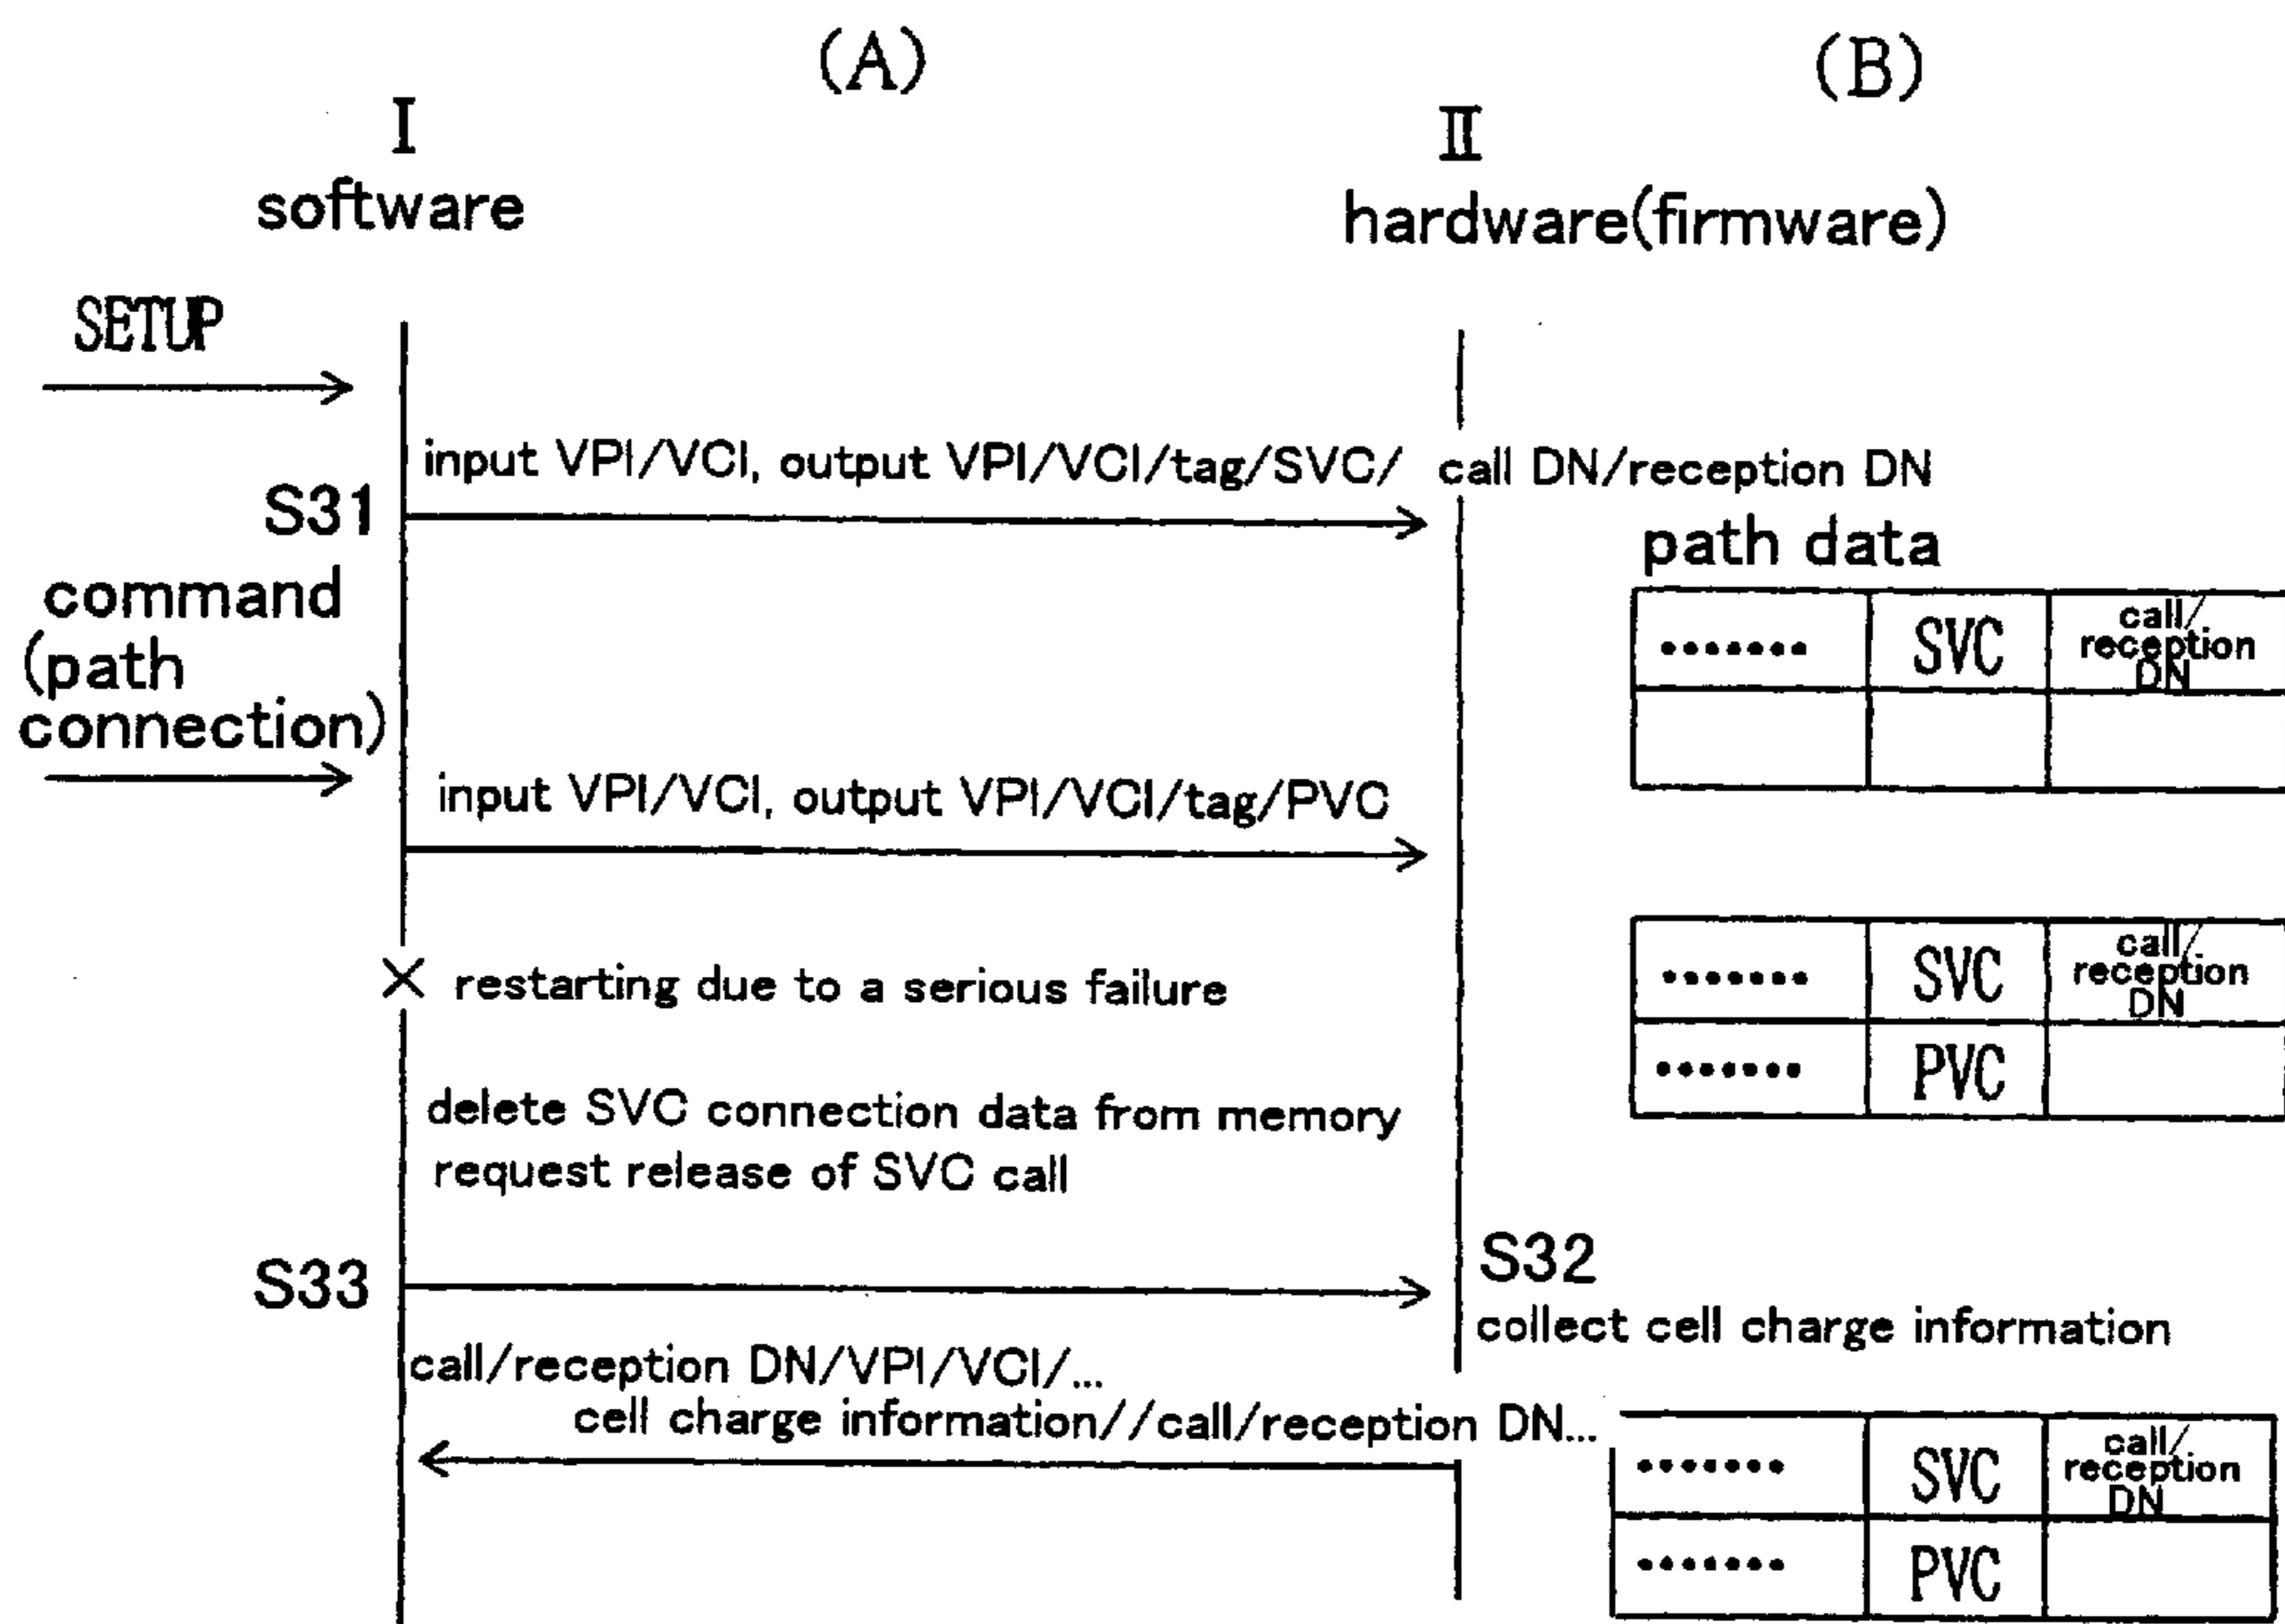 (A)
(B)
I
II
software
hardware(firmware)
SETUP
input VPI/VCI, output VPI/VCI/tag/SVC/ call DN/reception DN
S31
path data
command
(path
connection)
....... SVC call/
reception
DN
input VPI/VCI, output VPI/VCI/tag/PVC
× restarting due to a serious failure
....... SVC call/
reception
DN
....... PVC
delete SVC connection data from memory
request release of SVC call
S33
S32
collect cell charge information
call/reception DN/VPI/VCI/...
cell charge information//call/reception DN...
....... SVC call/
reception
DN
....... PVC